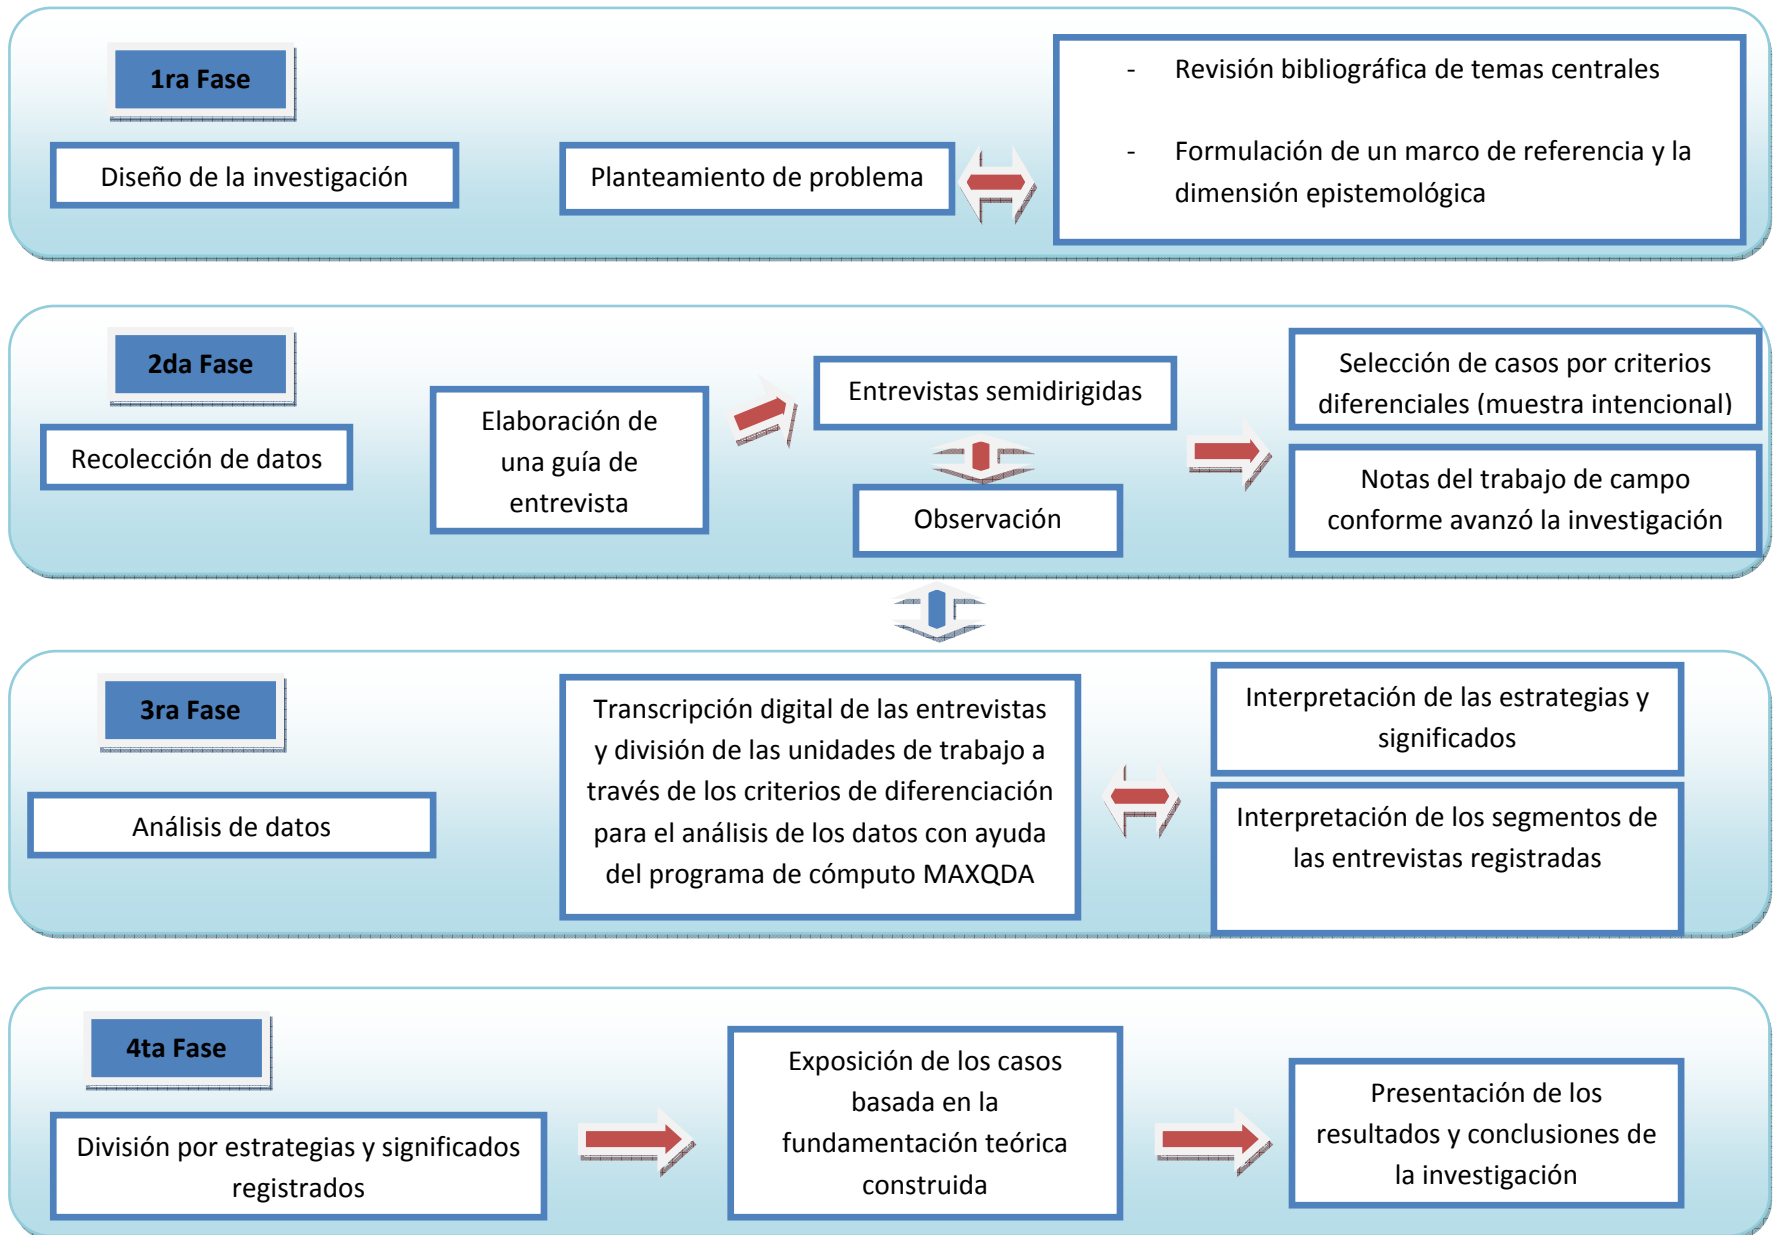 1ra Fase
Diseño de la investigación
Planteamiento de problema
- Revisión bibliográfica de temas centrales
- Formulación de un marco de referencia y la
dimensión epistemológica
2da Fase
Recolección de datos
Elaboración de
una guía de
entrevista
Entrevistas semidirigidas
Observación
Selección de casos por criterios
diferenciales (muestra intencional)
Notas del trabajo de campo
conforme avanzó la investigación
3ra Fase
Análisis de datos
Transcripción digital de las entrevistas
y división de las unidades de trabajo a
través de los criterios de diferenciación
para el análisis de los datos con ayuda
del programa de cómputo MAXQDA
Interpretación de las estrategias y
significados
Interpretación de los segmentos de
las entrevistas registradas
4ta Fase
División por estrategias y significados
registrados
Exposición de los casos
basada en la
fundamentación teórica
construida
Presentación de los
resultados y conclusiones de
la investigación